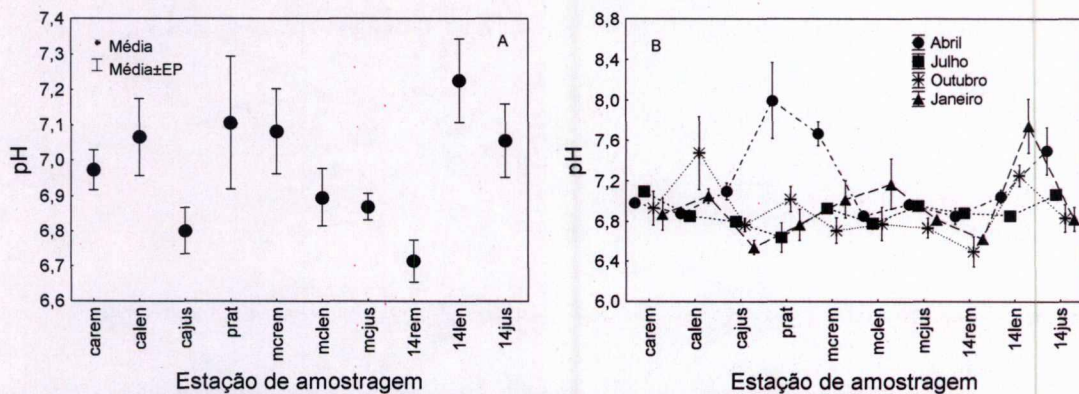 7,4
7,3
7,2
7,1
7,0
6,9
6,8
6,7
6,6
pH
A
Média
Média±EP
carem
calen
cajus
prat
mcrem
mclen
mcjus
14rem
14len
14jus
Estação de amostragem
8,8
8,4
8,0
7,6
7,2
6,8
6,4
6,0
pH
B
Abril
Julho
Outubro
Janeiro
carem
calen
cajus
prat
mcrem
mclen
mcjus
14rem
14len
14jus
Estação de amostragem